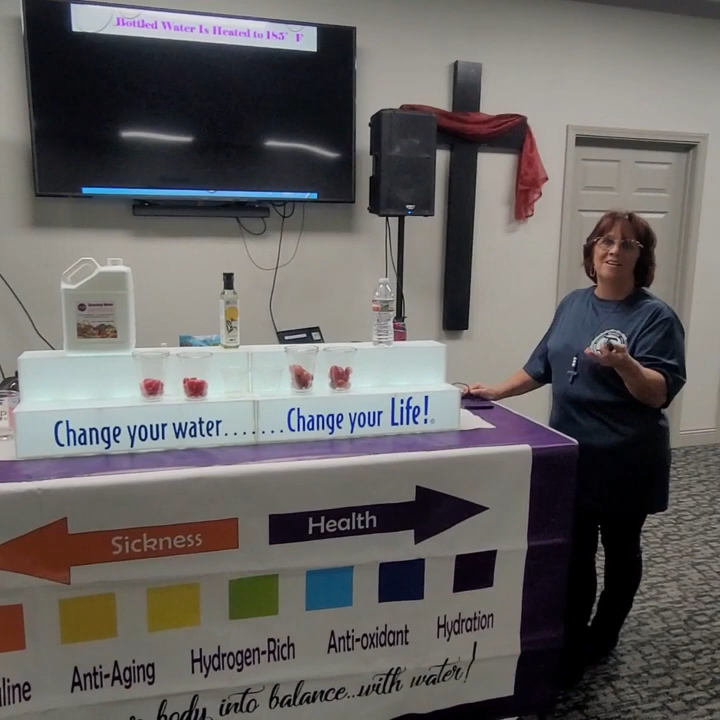 Bottled Water Is Heated to 185° F
Change your water.......Change your Life!
Sickness
Health
Anti-Aging
Hydrogen-Rich
Anti-oxidant
Hydration
body into balance...with water!